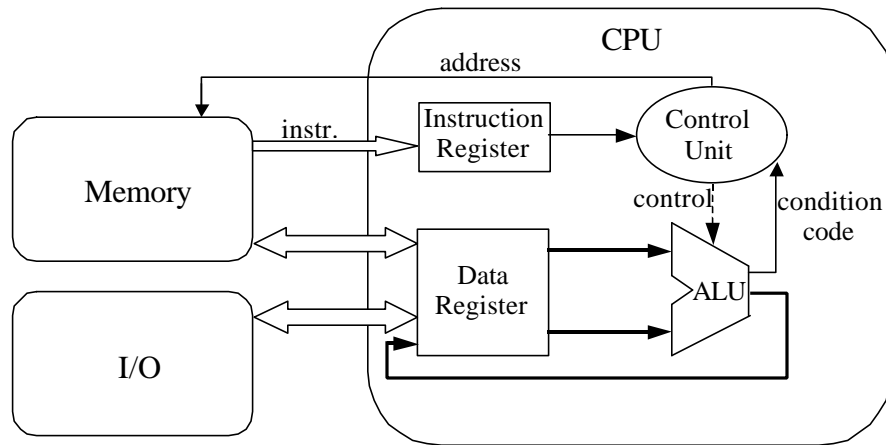 CPU
address
instr.
Instruction
Register
Control
Unit
Memory
control
condition
code
Data
Register
ALU
I/O